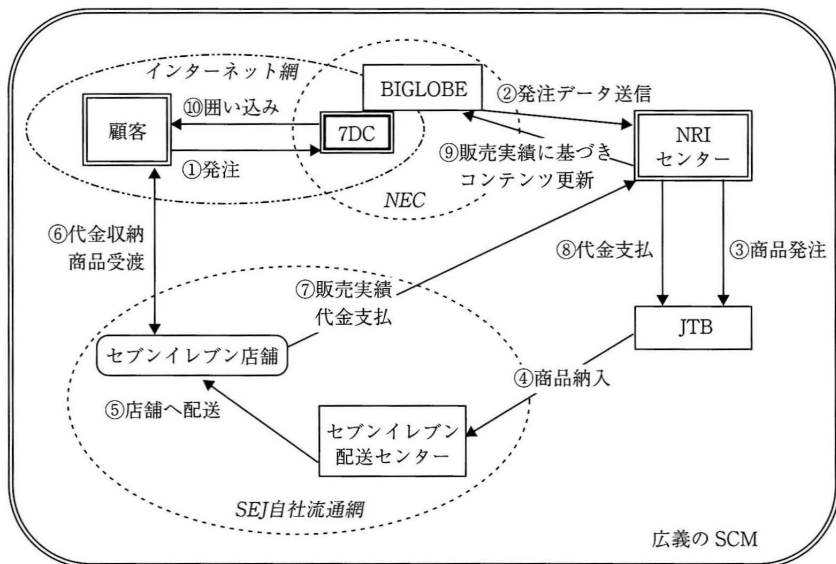 インターネット網
BIGLOBE
②発注データ送信
⑩囲い込み
顧客
7DC
NRI
センター
①発注
⑨販売実績に基づき
コンテンツ更新
NEC
⑥代金収納
商品受渡
⑧代金支払
③商品発注
⑦販売実績
代金支払
JTB
セブンイレブン店舗
④商品納入
⑤店舗へ配送
セブンイレブン
配送センター
SEJ自社流通網
広義のSCM